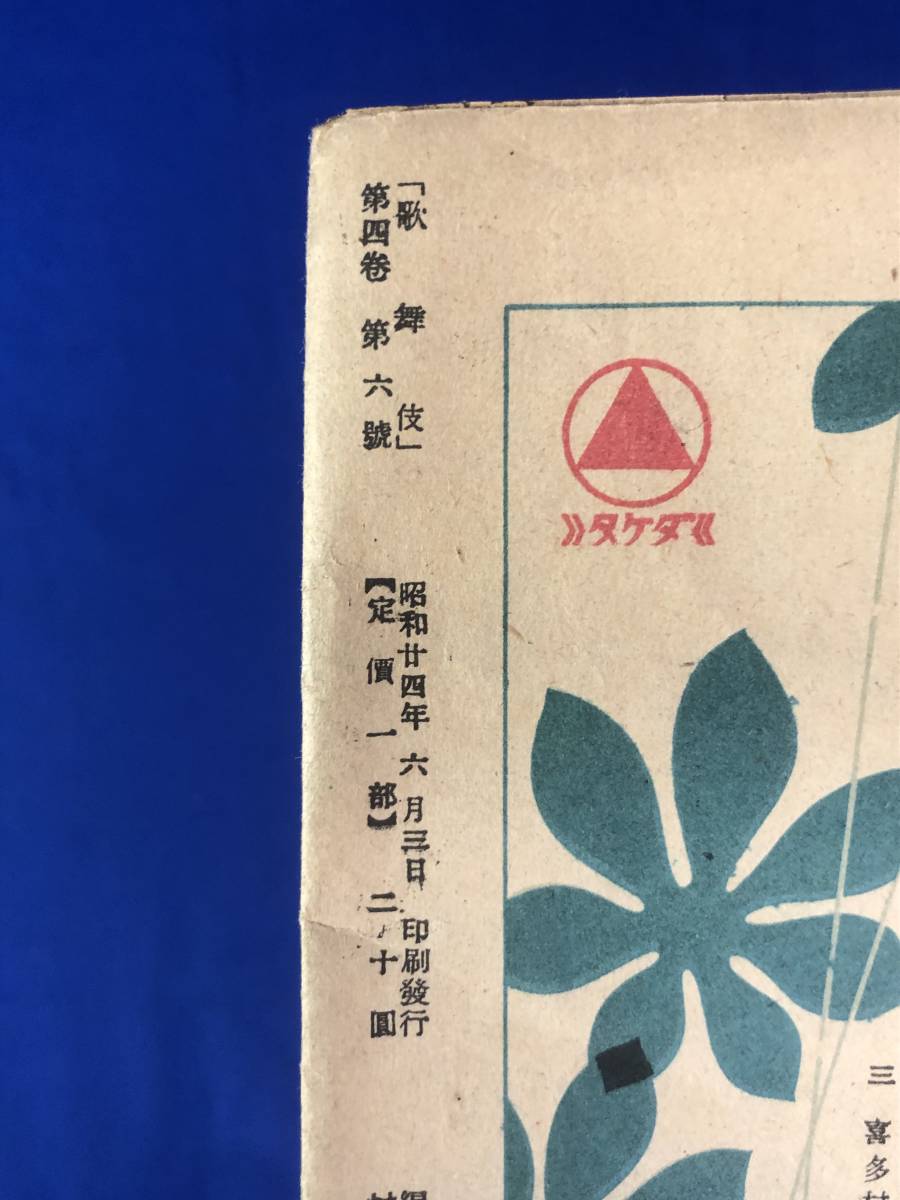 「歌舞伎」
第四卷 第六號
昭和廿四年 六月三日 印刷發行
【定價一部】 二十圓
タケダ
三 喜多